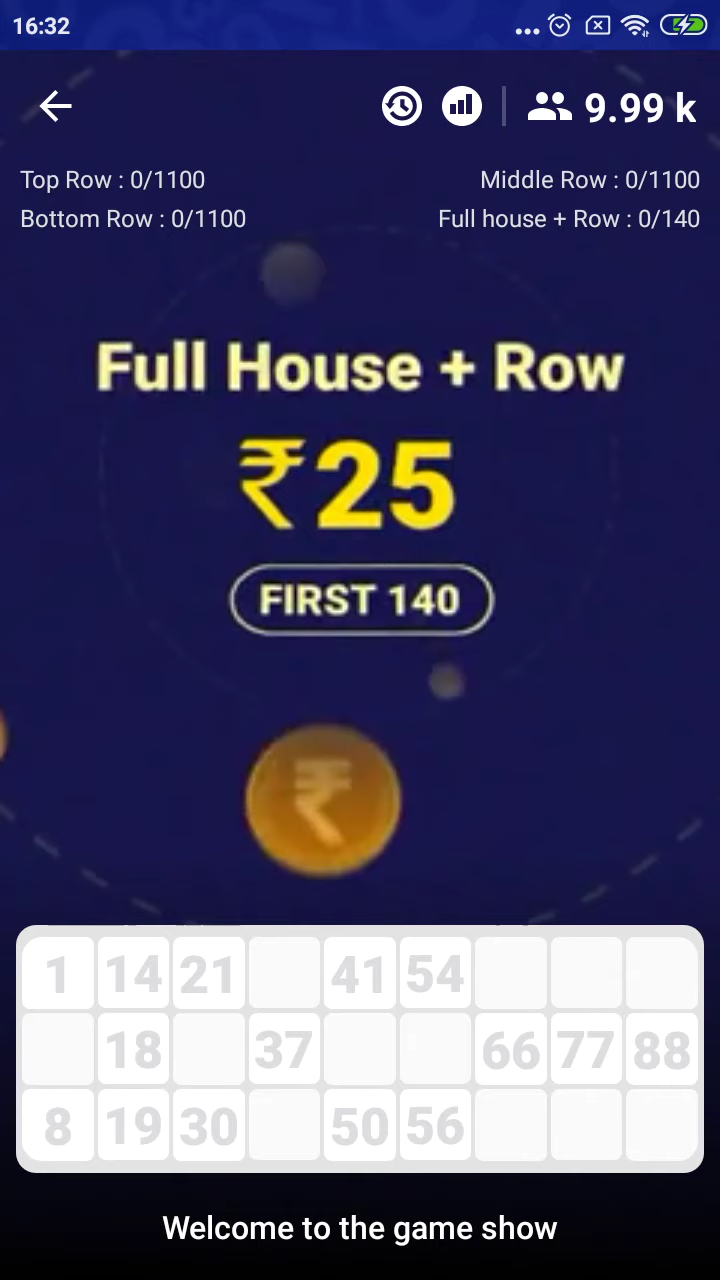 16:32
9.99 k
Top Row : 0/1100 Middle Row : 0/1100
Bottom Row : 0/1100 Full house + Row : 0/140
Full House + Row
₹25
FIRST 140
₹
1 14 21 41 54
18 37 66 77 88
8 19 30 50 56
Welcome to the game show